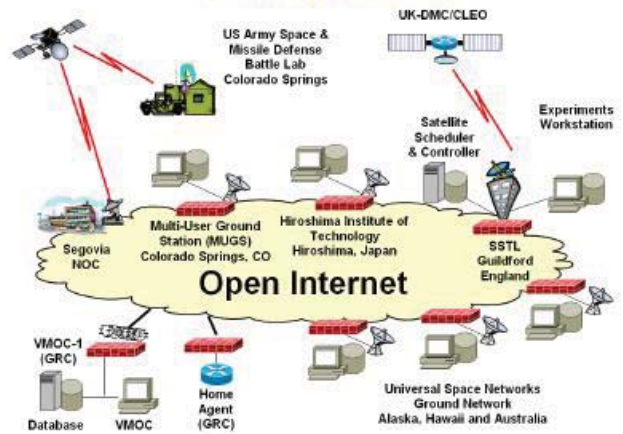 UK-DMC/CLEO
US Army Space &
Missile Defense
Battle Lab
Colorado Springs
Experiments
Workstation
Satellite
Scheduler
& Controller
Segovia
NOC
Multi-User Ground
Station (MUGS)
Colorado Springs, CO
Hiroshima Institute of
Technology
Hiroshima, Japan
SSTL
Guildford
England
Open Internet
VMOC-1
(GRC)
Database
VMOC
Home
Agent
(GRC)
Universal Space Networks
Ground Network
Alaska, Hawaii and Australia